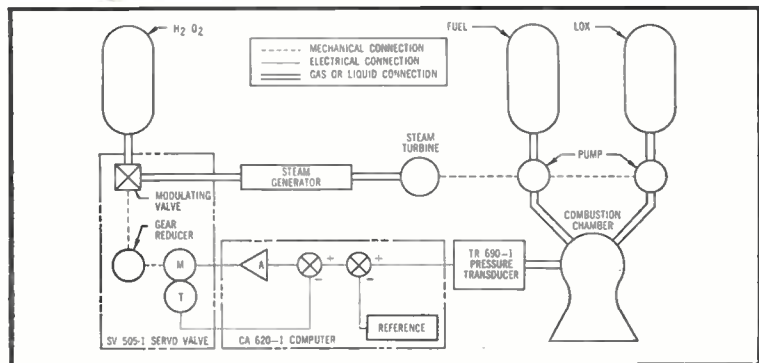 H2 O2
FUEL
LOX
MECHANICAL CONNECTION
ELECTRICAL CONNECTION
GAS OR LIQUID CONNECTION
STEAM
TURBINE
STEAM
GENERATOR
PUMP
MODULATING
VALVE
COMBUSTION
CHAMBER
GEAR
REDUCER
TR 690-1
PRESSURE
TRANSDUCER
M
A
+
+
-
-
T
REFERENCE
SV 505-1 SERVO VALVE
CA 620-1 COMPUTER